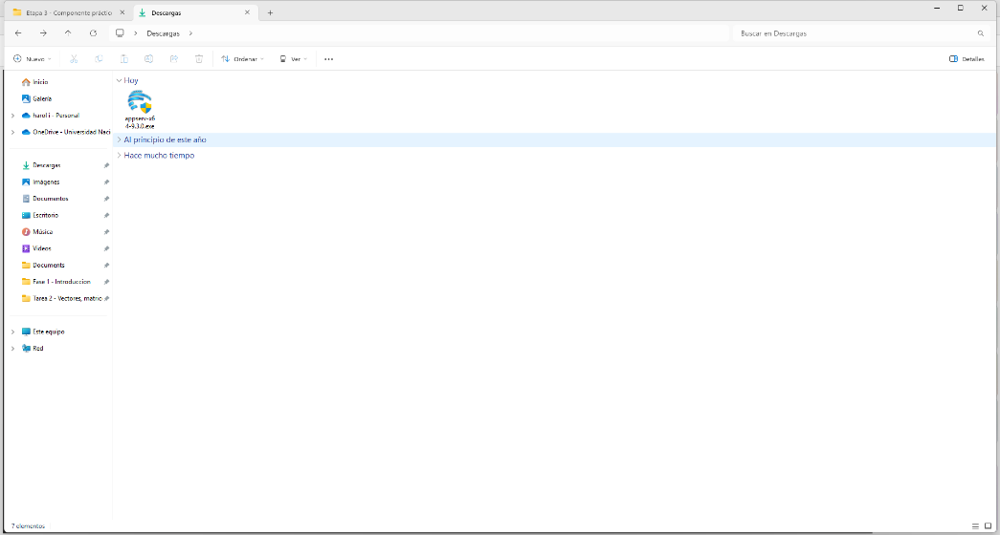 Etapa 3 - Componente práctic
Descargas
Descargas
Buscar en Descargas
Nuevo
Ordenar
Ver
Detalles
Inicio
Galería
harol i - Personal
OneDrive - Universidad Naci
Descargas
Imágenes
Documentos
Escritorio
Música
Vídeos
Documents
Fase 1 - Introduccion
Tarea 2 - Vectores, matric
Este equipo
Red
Hoy
appserv-x6
4-9.3.0.exe
Al principio de este año
Hace mucho tiempo
7 elementos